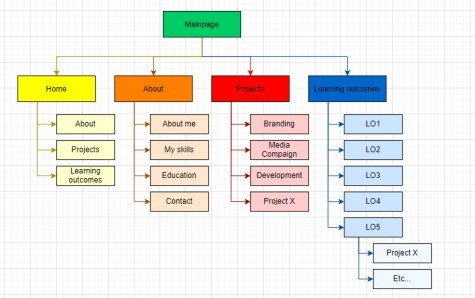 Mainpage
Home
About
Projects
Learning outcomes
About
Projects
Learning
outcomes
About me
My skills
Education
Contact
Branding
Media
Compaign
Development
Project X
LO1
LO2
LO3
LO4
LO5
Project X
Etc...